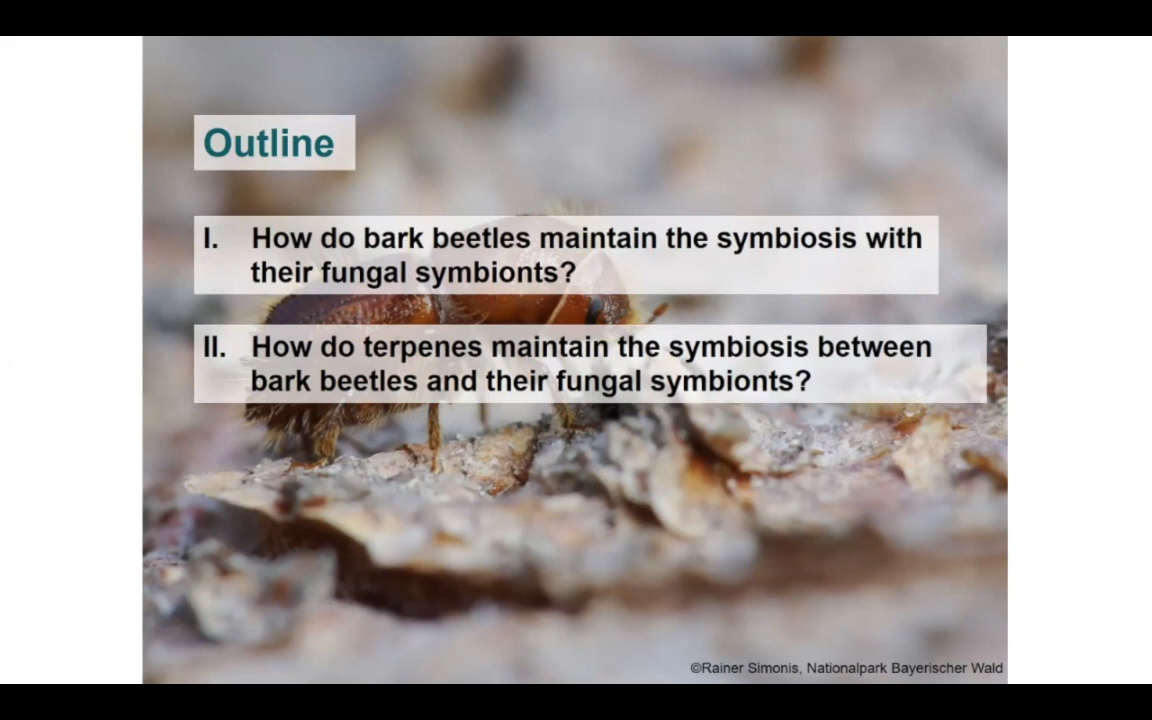 Outline
I. How do bark beetles maintain the symbiosis with
their fungal symbionts?
II. How do terpenes maintain the symbiosis between
bark beetles and their fungal symbionts?
©Rainer Simonis, Nationalpark Bayerischer Wald